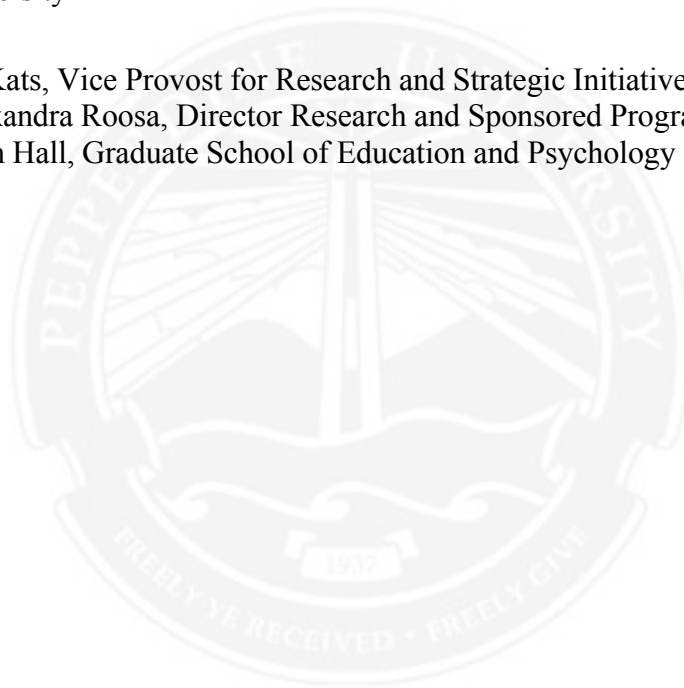 Kats, Vice Provost for Research and Strategic Initiative
andra Roosa, Director Research and Sponsored Progra
Hall, Graduate School of Education and Psychology
PEPPERDINE UNIVERSITY
1937
FREELY YE RECEIVED • FREELY GIVE